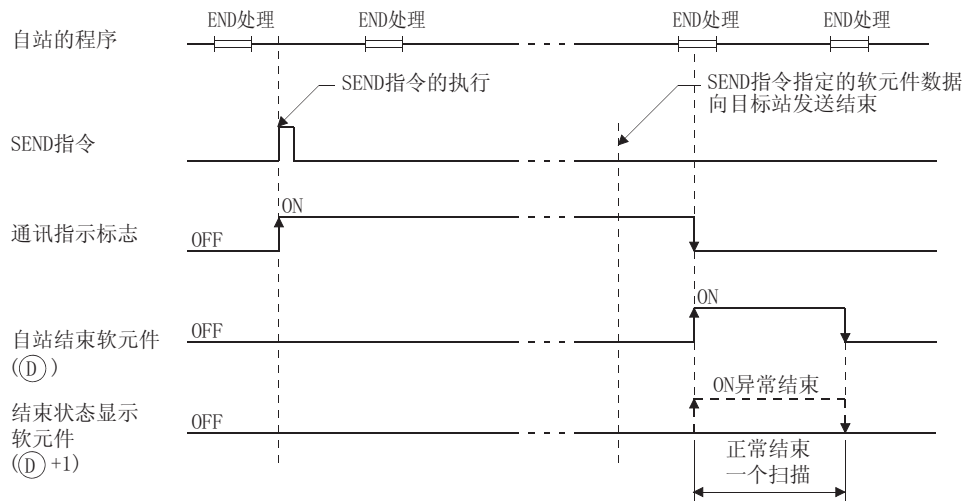 END处理
END处理
END处理
END处理
自站的程序
SEND指令的执行
SEND指令指定的软元件数据
向目标站发送结束
SEND指令
ON
通讯指示标志
OFF
ON
自站结束软元件
(Ⓓ)
OFF
ON异常结束
结束状态显示
软元件
(Ⓓ+1)
OFF
正常结束
一个扫描